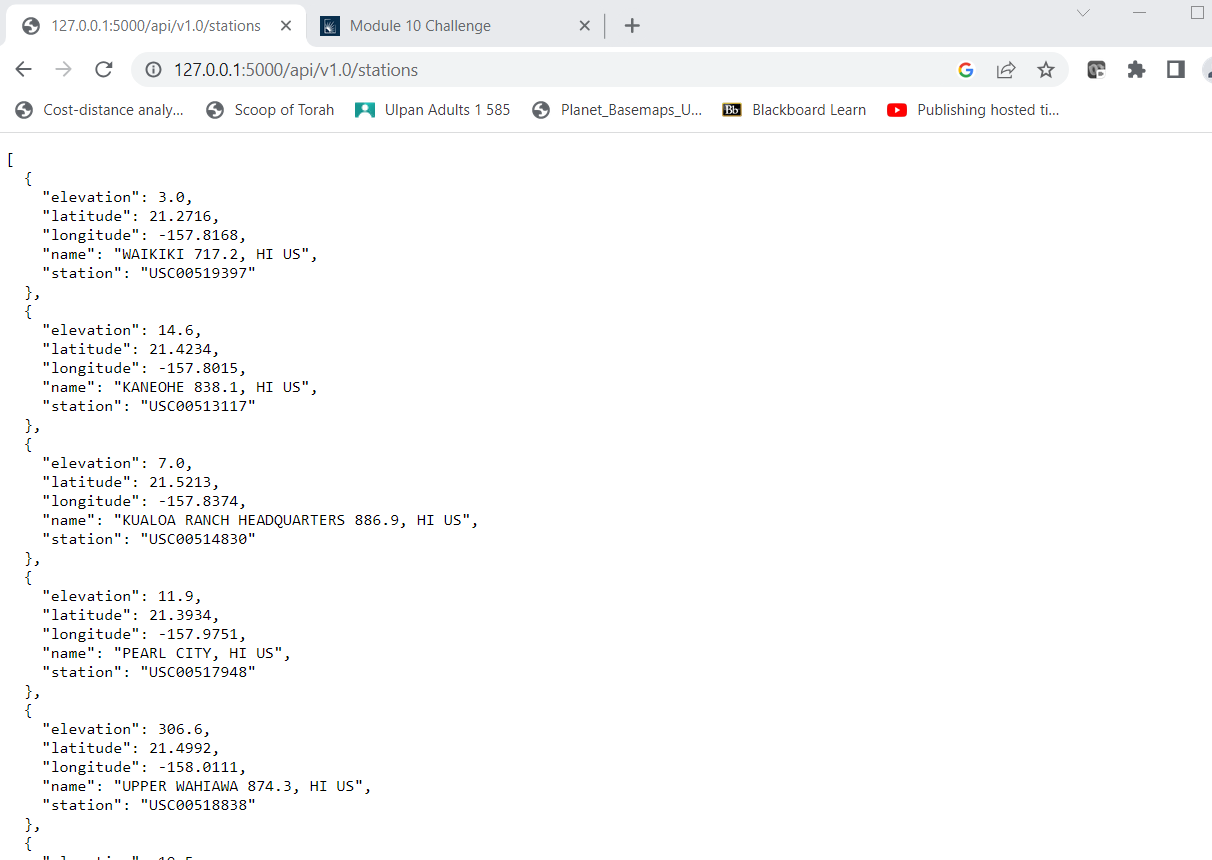 127.0.0.1:5000/api/v1.0/stations
Module 10 Challenge
127.0.0.1:5000/api/v1.0/stations
Cost-distance analy...
Scoop of Torah
Ulpan Adults 1 585
Planet_Basemaps_U...
Bb
Blackboard Learn
Publishing hosted ti...
[
{
"elevation": 3.0,
"latitude": 21.2716,
"longitude": -157.8168,
"name": "WAIKIKI 717.2, HI US",
"station": "USC00519397"
},
{
"elevation": 14.6,
"latitude": 21.4234,
"longitude": -157.8015,
"name": "KANEOHE 838.1, HI US",
"station": "USC00513117"
},
{
"elevation": 7.0,
"latitude": 21.5213,
"longitude": -157.8374,
"name": "KUALOA RANCH HEADQUARTERS 886.9, HI US",
"station": "USC00514830"
},
{
"elevation": 11.9,
"latitude": 21.3934,
"longitude": -157.9751,
"name": "PEARL CITY, HI US",
"station": "USC00517948"
},
{
"elevation": 306.6,
"latitude": 21.4992,
"longitude": -158.0111,
"name": "UPPER WAHIAWA 874.3, HI US",
"station": "USC00518838"
},
{